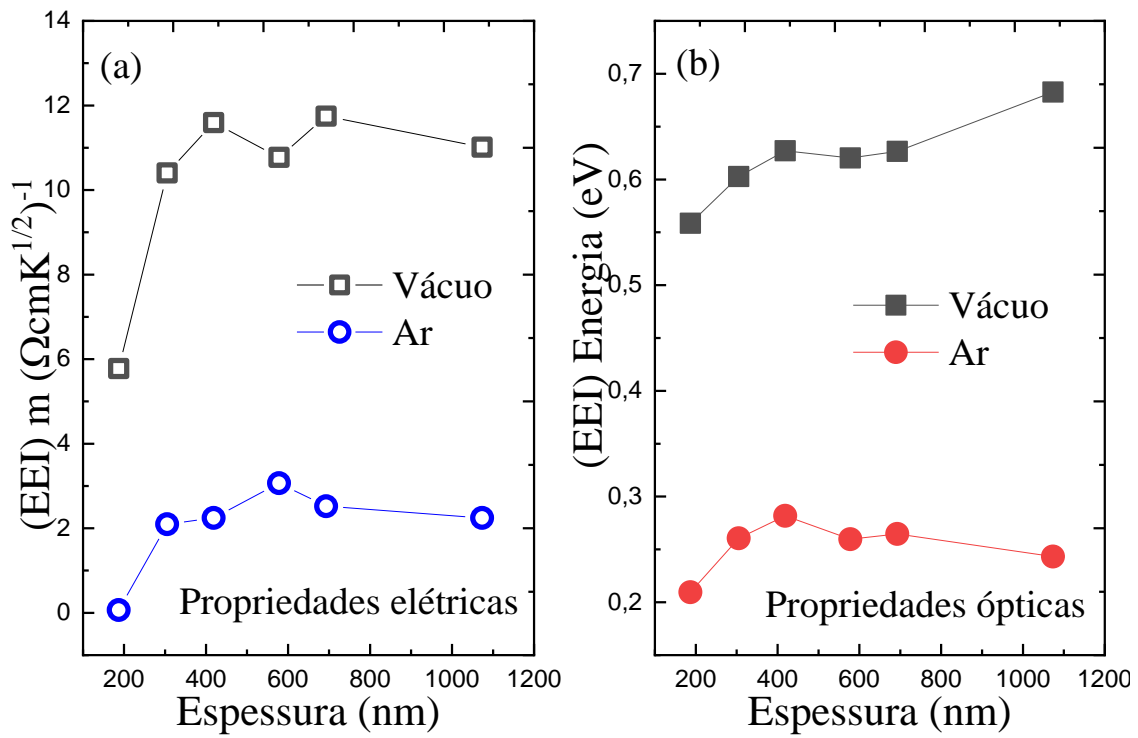 (a)
14
12
10
8
6
4
2
0
(EEI) m (ΩcmK^{1/2})^{-1}
Vácuo
Ar
Propriedades elétricas
200 400 600 800 1000 1200
Espessura (nm)
(b)
0,7
0,6
0,5
0,4
0,3
0,2
(EEI) Energia (eV)
Vácuo
Ar
Propriedades ópticas
200 400 600 800 1000 1200
Espessura (nm)